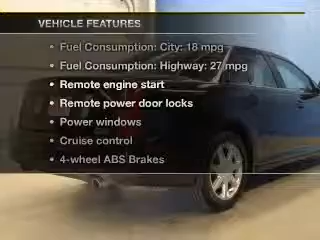 VEHICLE FEATURES
• Fuel Consumption: City: 18 mpg
• Fuel Consumption: Highway: 27 mpg
• Remote engine start
• Remote power door locks
• Power windows
• Cruise control
• 4-wheel ABS Brakes